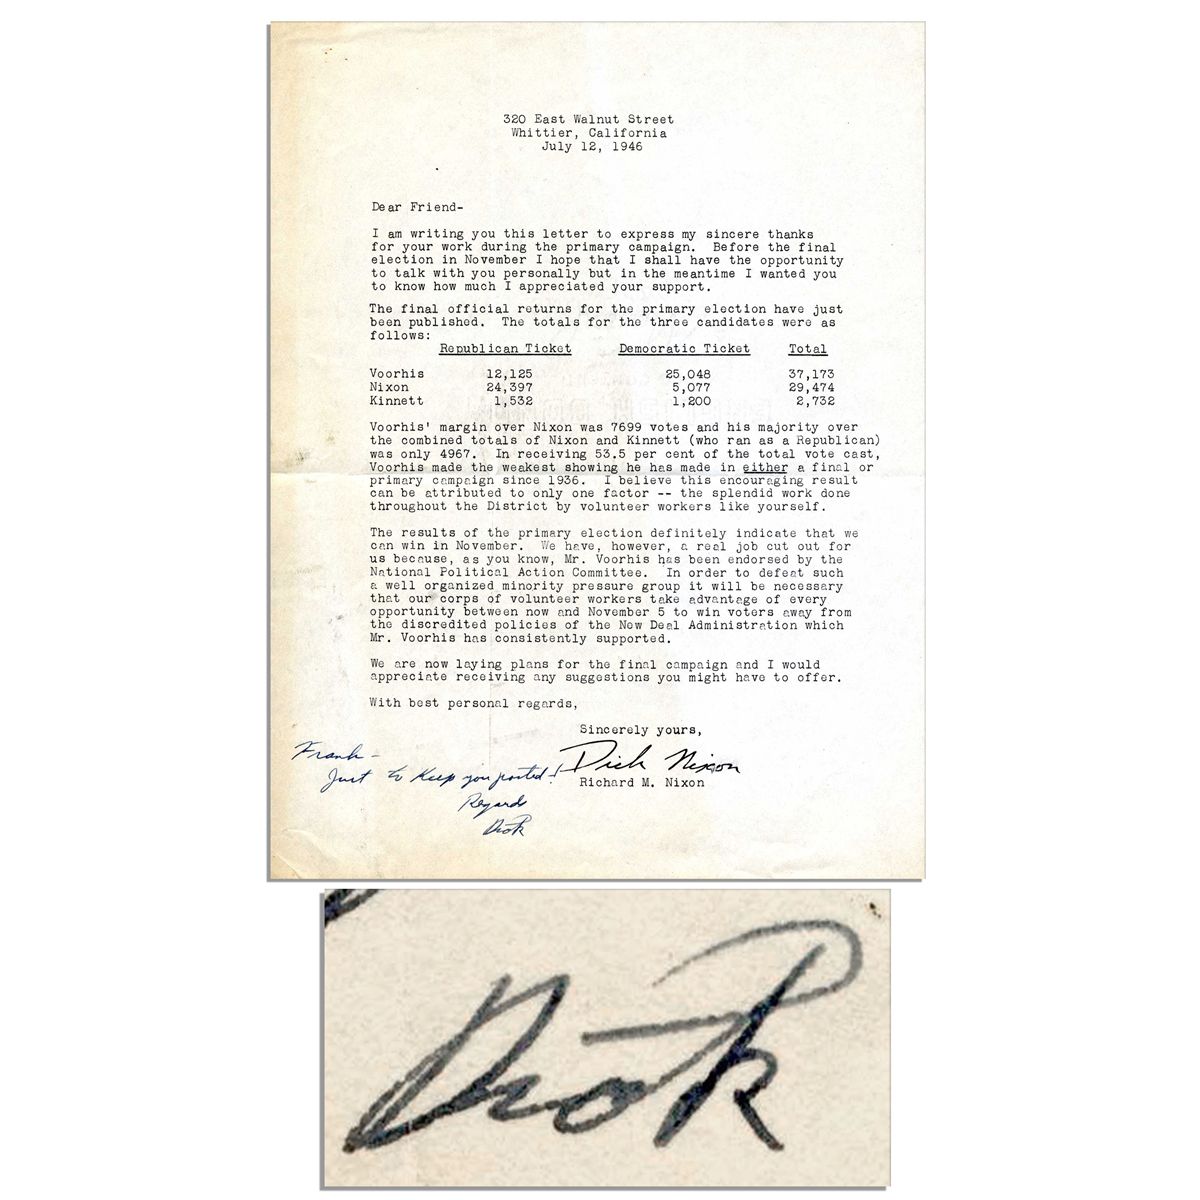 320 East Walnut Street
Whittier, California
July 12, 1946
Dear Friend-
I am writing you this letter to express my sincere thanks
for your work during the primary campaign. Before the final
election in November I hope that I shall have the opportunity
to talk with you personally but in the meantime I wanted you
to know how much I appreciated your support.
The final official returns for the primary election have just
been published. The totals for the three candidates were as
follows:
Republican Ticket Democratic Ticket Total
Voorhis 12,125 25,048 37,173
Nixon 24,397 5,077 29,474
Kinnett 1,532 1,200 2,732
Voorhis' margin over Nixon was 7699 votes and his majority over
the combined totals of Nixon and Kinnett (who ran as a Republican)
was only 4967. In receiving 53.5 per cent of the total vote cast,
Voorhis made the weakest showing he has made in either a final or
primary campaign since 1936. I believe this encouraging result
can be attributed to only one factor -- the splendid work done
throughout the District by volunteer workers like yourself.
The results of the primary election definitely indicate that we
can win in November. We have, however, a real job cut out for
us because, as you know, Mr. Voorhis has been endorsed by the
National Political Action Committee. In order to defeat such
a well organized minority pressure group it will be necessary
that our corps of volunteer workers take advantage of every
opportunity between now and November 5 to win voters away from
the discredited policies of the New Deal Administration which
Mr. Voorhis has consistently supported.
We are now laying plans for the final campaign and I would
appreciate receiving any suggestions you might have to offer.
With best personal regards,
Sincerely yours,
Dick Nixon
Richard M. Nixon
Frank -
Just to keep you posted!
Regards
Dick
Dick